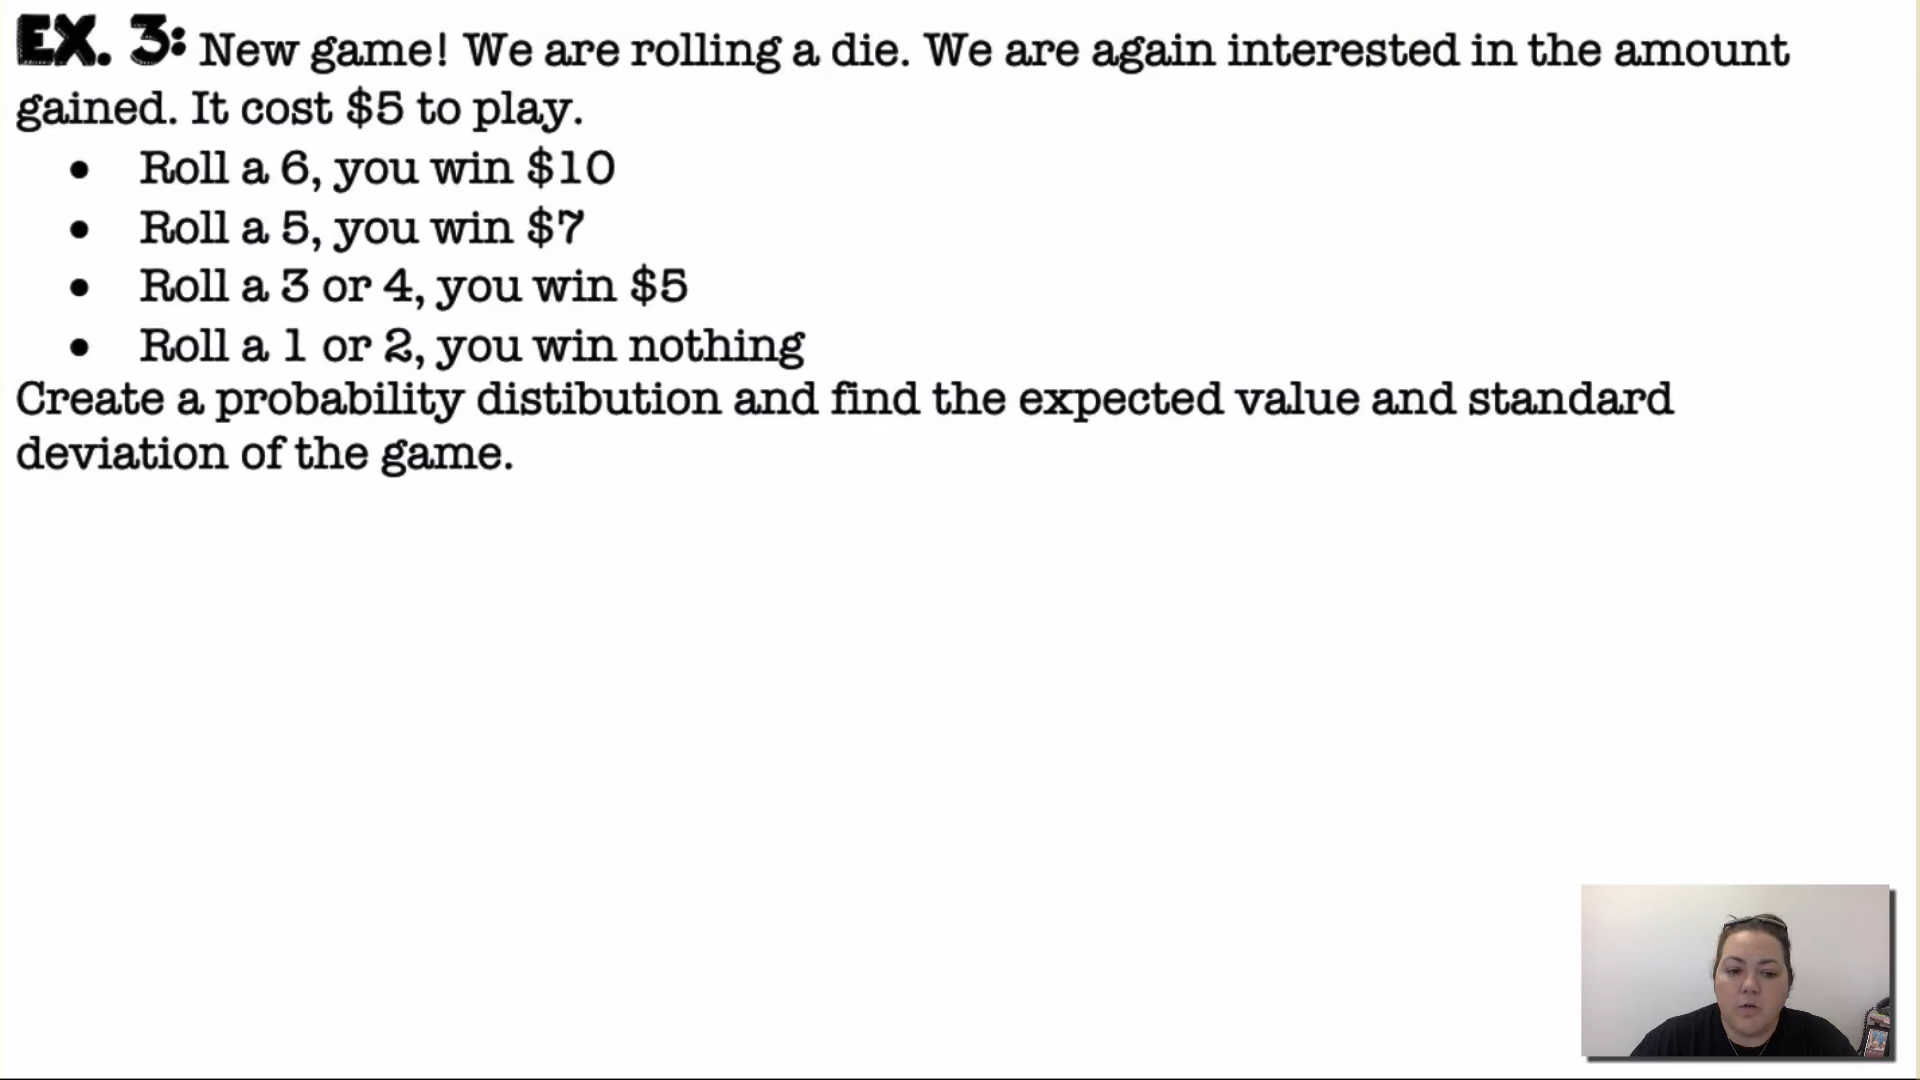 EX. 3: New game! We are rolling a die. We are again interested in the amount
gained. It cost $5 to play.
• Roll a 6, you win $10
• Roll a 5, you win $7
• Roll a 3 or 4, you win $5
• Roll a 1 or 2, you win nothing
Create a probability distibution and find the expected value and standard
deviation of the game.